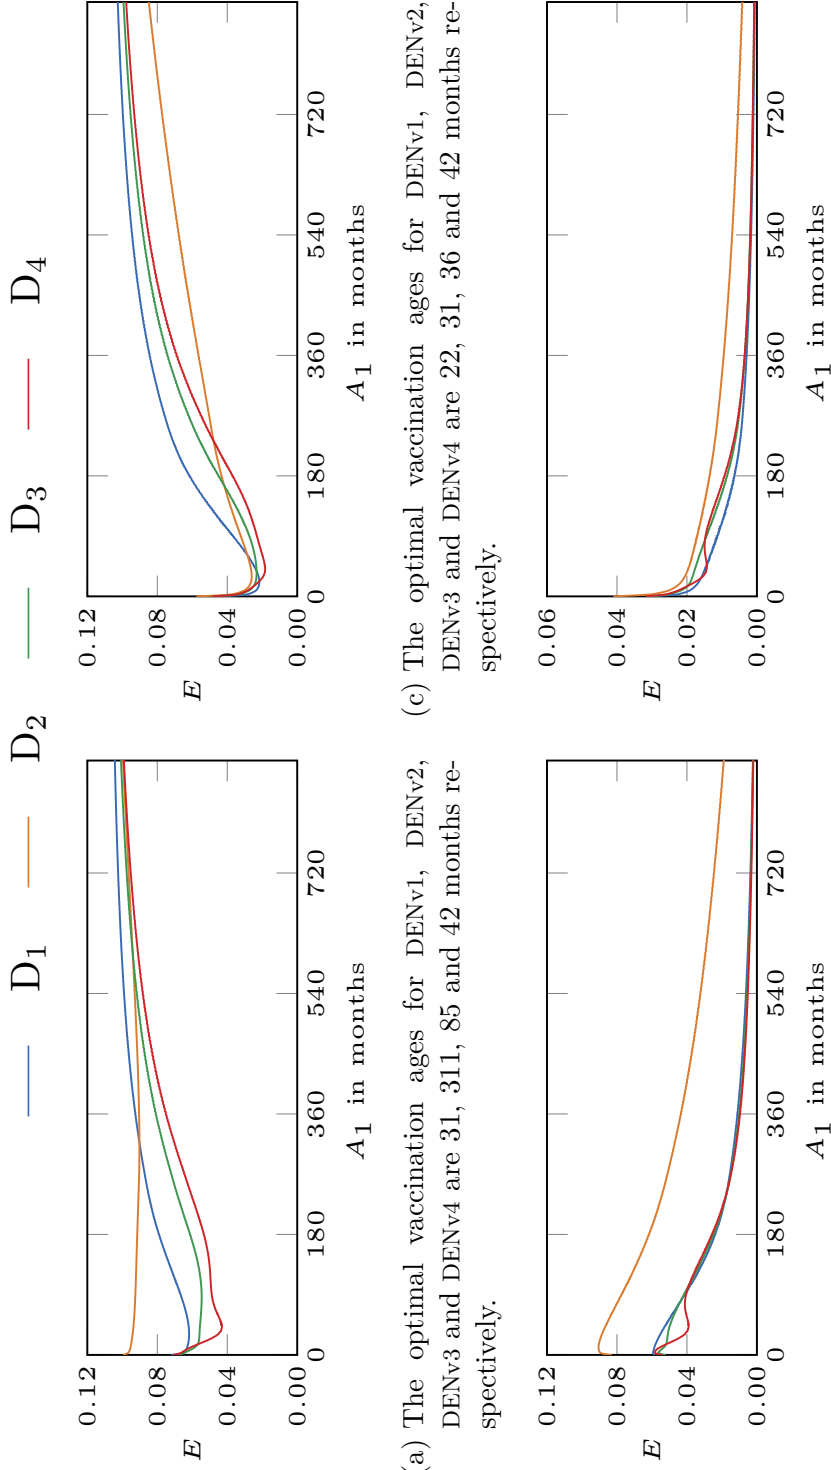 D1 D2 D3 D4
0.12
0.08
0.04
0.00
E
0 180 360 540 720
A1 in months
(a) The optimal vaccination ages for DENv1, DENv2,
DENv3 and DENv4 are 31, 311, 85 and 42 months re-
spectively.
0.12
0.08
0.04
0.00
E
0 180 360 540 720
A1 in months
(c) The optimal vaccination ages for DENv1, DENv2,
DENv3 and DENv4 are 22, 31, 36 and 42 months re-
spectively.
0.12
0.08
0.04
0.00
E
0 180 360 540 720
A1 in months
0.06
0.04
0.02
0.00
E
0 180 360 540 720
A1 in months